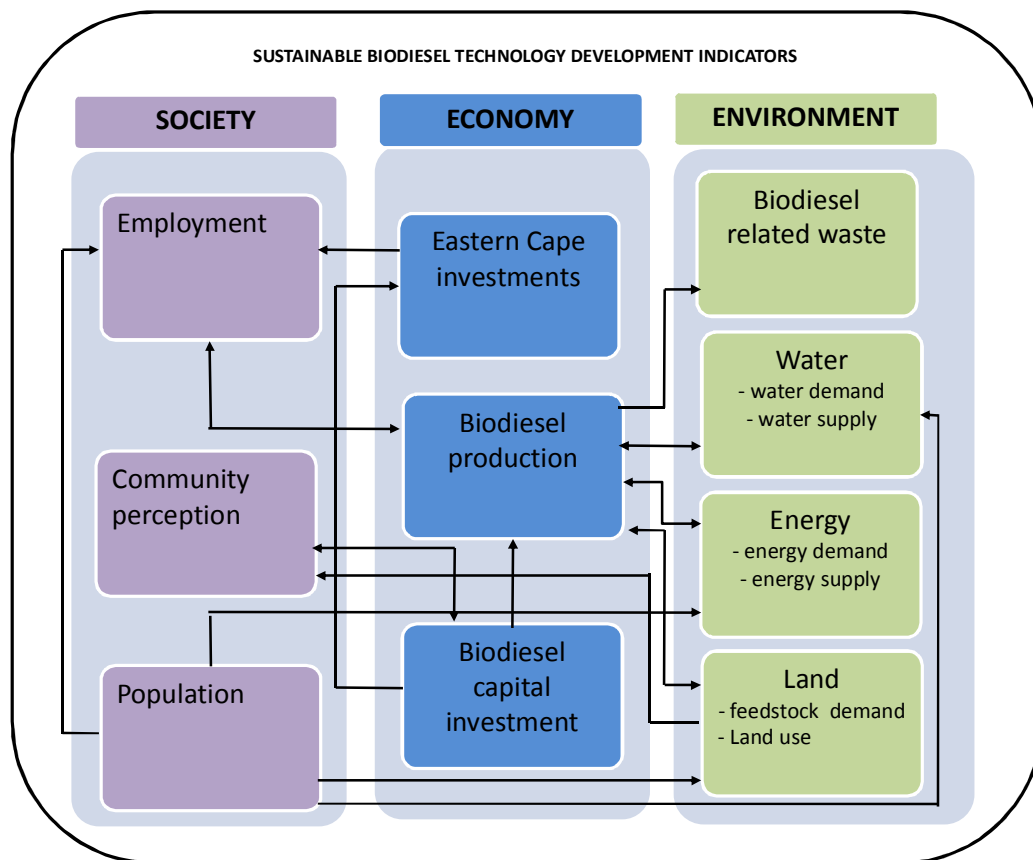 SUSTAINABLE BIODIESEL TECHNOLOGY DEVELOPMENT INDICATORS
SOCIETY
ECONOMY
ENVIRONMENT
Employment
Community
perception
Population
Eastern Cape
investments
Biodiesel
production
Biodiesel
capital
investment
Biodiesel
related waste
Water
- water demand
- water supply
Energy
- energy demand
- energy supply
Land
- feedstock demand
- Land use